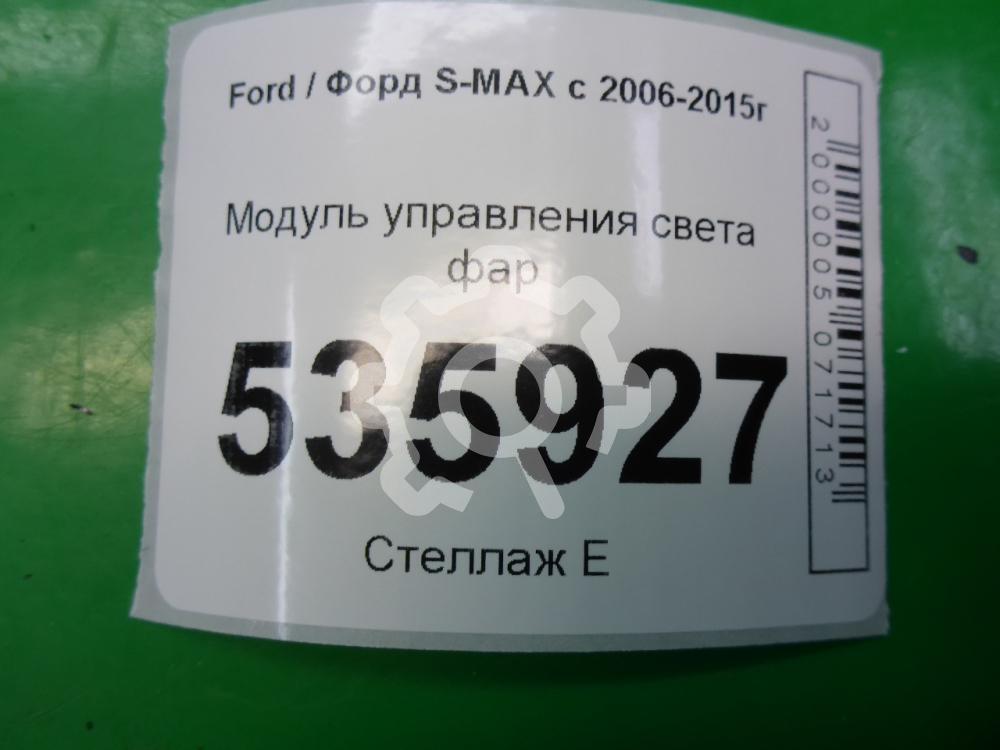 Ford / Форд S-MAX с 2006-2015г
Модуль управления света
фар
535927
Стеллаж Е
2000005071713